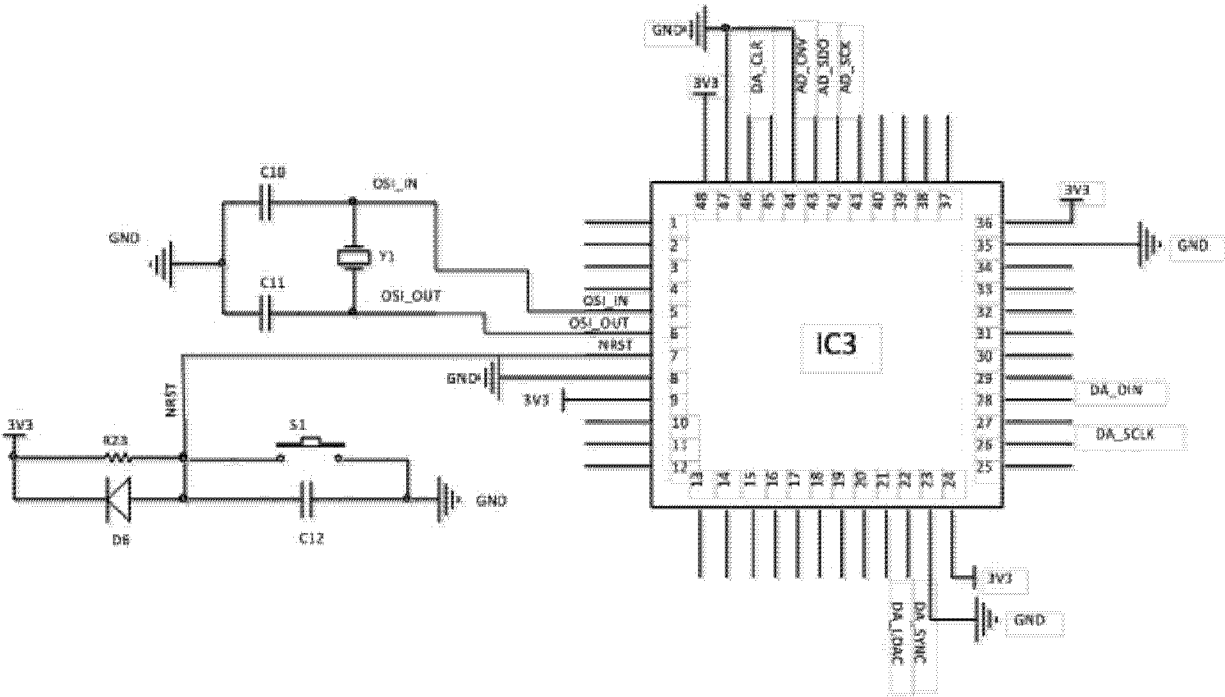 GND
DA_CLR
AD_CNV
AD_SDO
AD_SCK
3V3
48 47 46 45 44 43 42 41 40 39 38 37
C10
OSI_IN
GND
Y1
C11
OSI_OUT
1
2
3
4
OSI_IN 5
OSI_OUT 6
NRST 7
GND 8
3V3 9
10
11
12
IC3
36 3V3
35 GND
34
33
32
31
30
29
28 DA_DIN
27
26 DA_SCLK
25
NRST
3V3
R23
S1
GND
D6
C12
13 14 15 16 17 18 19 20 21 22 23 24
3V3
GND
DA_LDAC
DA_SYNC